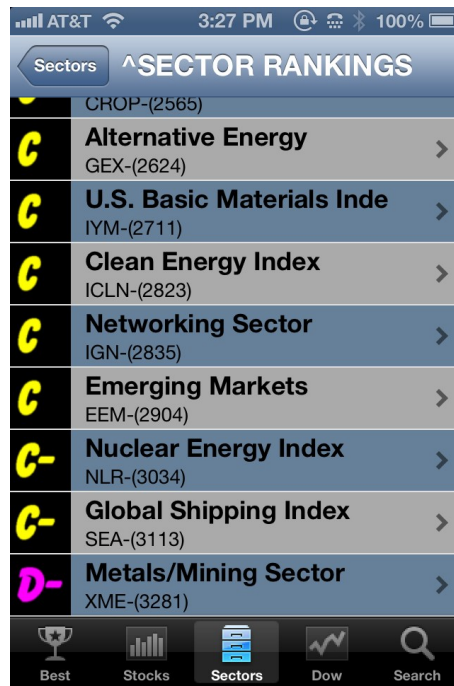 AT&T 3:27 PM 100%
Sectors ^SECTOR RANKINGS
CROP-(2565)
C Alternative Energy
GEX-(2624)
C U.S. Basic Materials Inde
IYM-(2711)
C Clean Energy Index
ICLN-(2823)
C Networking Sector
IGN-(2835)
C Emerging Markets
EEM-(2904)
C- Nuclear Energy Index
NLR-(3034)
C- Global Shipping Index
SEA-(3113)
D- Metals/Mining Sector
XME-(3281)
Best Stocks Sectors Dow Search